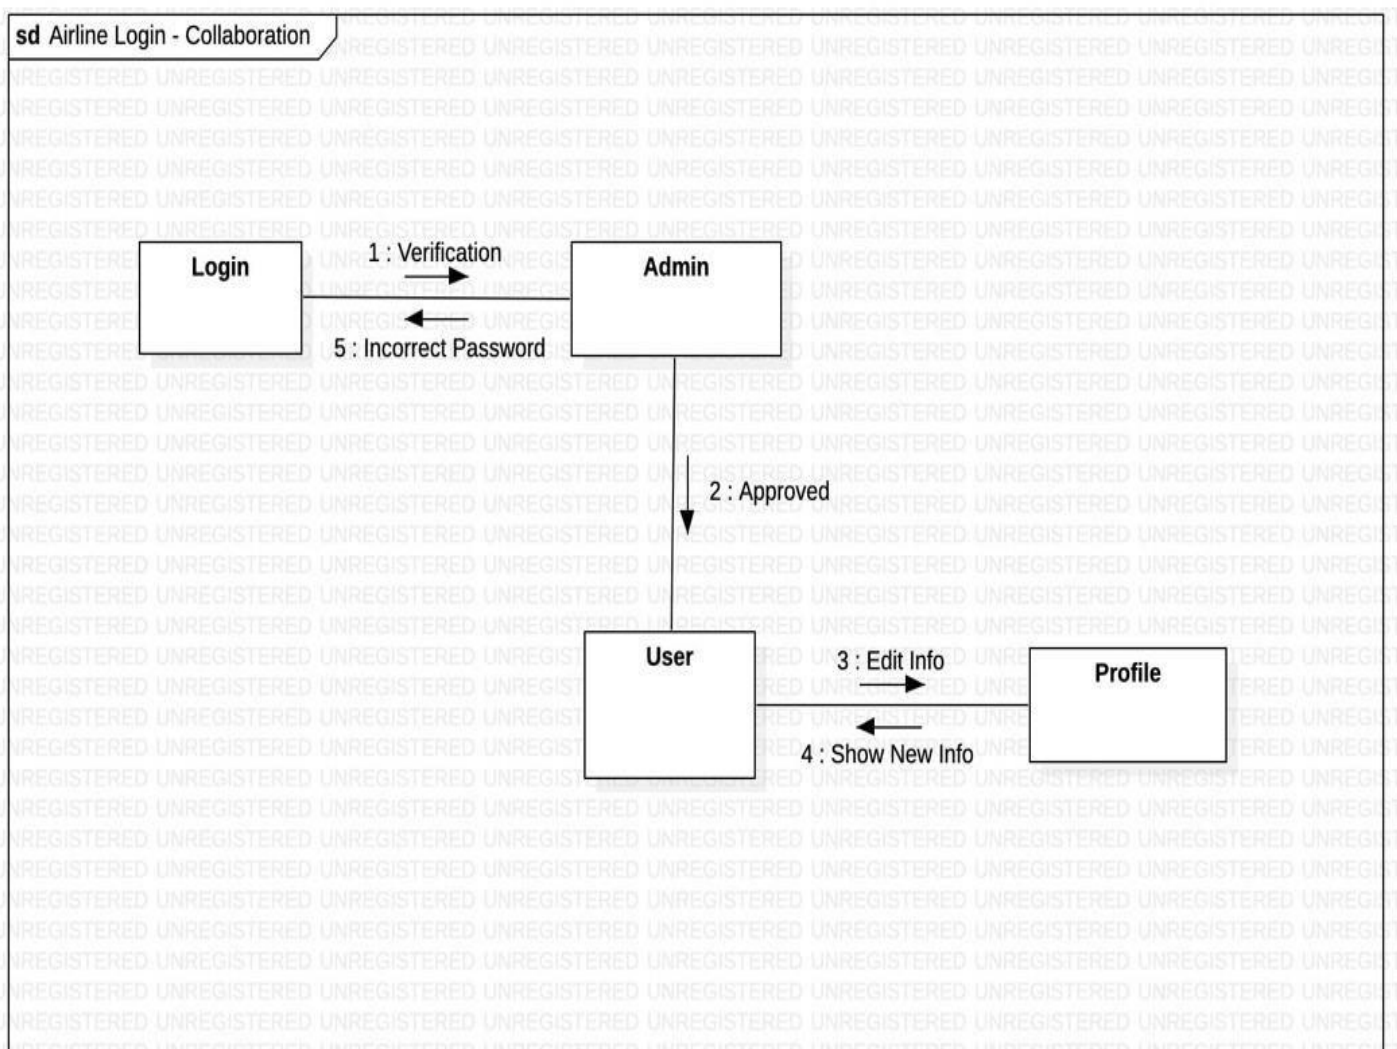 sd Airline Login - Collaboration
Login
1 : Verification
Admin
5 : Incorrect Password
2 : Approved
User
3 : Edit Info
Profile
4 : Show New Info
UNREGISTERED